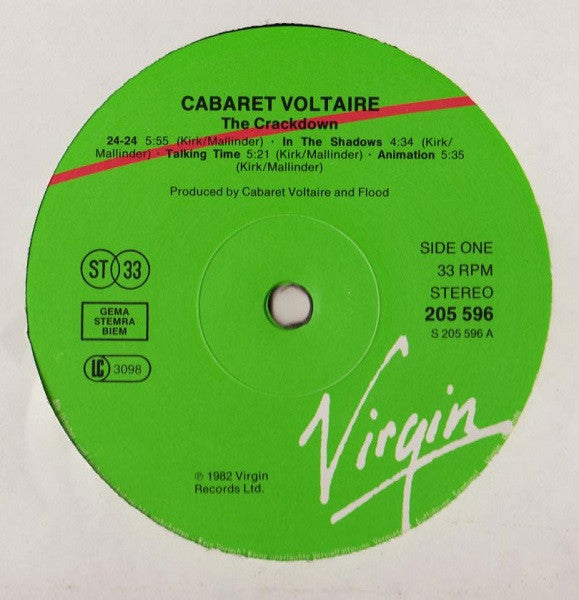 CABARET VOLTAIRE
The Crackdown
24-24 5:55 (Kirk/Mallinder) · In The Shadows 4:34 (Kirk/
Mallinder) · Talking Time 5:21 (Kirk/Mallinder) · Animation 5:35
(Kirk/Mallinder)
Produced by Cabaret Voltaire and Flood
ST 33
GEMA
STEMRA
BIEM
LC 3098
SIDE ONE
33 RPM
STEREO
205 596
S 205 596 A
Virgin
℗ 1982 Virgin
Records Ltd.